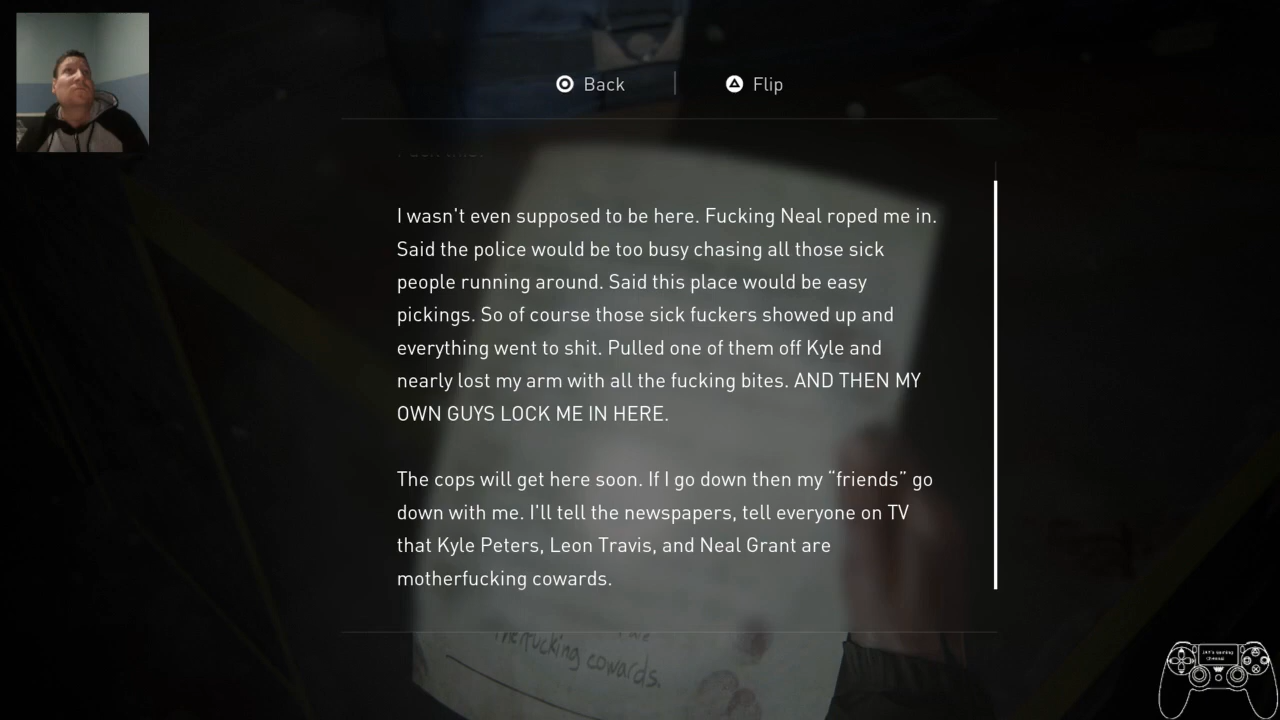 Back | Flip
I wasn't even supposed to be here. Fucking Neal roped me in.
Said the police would be too busy chasing all those sick
people running around. Said this place would be easy
pickings. So of course those sick fuckers showed up and
everything went to shit. Pulled one of them off Kyle and
nearly lost my arm with all the fucking bites. AND THEN MY
OWN GUYS LOCK ME IN HERE.
The cops will get here soon. If I go down then my “friends” go
down with me. I'll tell the newspapers, tell everyone on TV
that Kyle Peters, Leon Travis, and Neal Grant are
motherfucking cowards.
cowards.